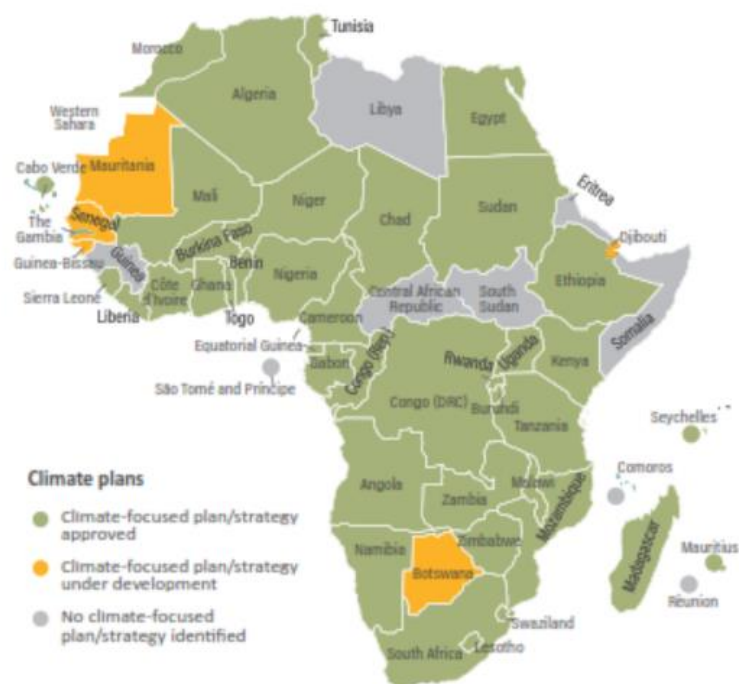 Tunisia
Morocco
Algeria
Libya
Egypt
Western
Sahara
Mauritania
Cabo Verde
Mali
Niger
Chad
Sudan
Eritrea
Senegal
The
Gambia
Burkina Faso
Djibouti
Guinea-Bissau
Guinea
Benin
Nigeria
Ethiopia
Sierra Leone
Côte
d'Ivoire
Ghana
Central African
Republic
South
Sudan
Somalia
Liberia
Togo
Cameroon
Equatorial Guinea
Gabon
Congo (Rep.)
Rwanda
Uganda
Kenya
São Tomé and Príncipe
Congo (DRC)
Burundi
Tanzania
Seychelles
Comoros
Angola
Malawi
Zambia
Mozambique
Zimbabwe
Namibia
Botswana
Madagascar
Mauritius
Réunion
Swaziland
Lesotho
South Africa
Climate plans
Climate-focused plan/strategy
approved
Climate-focused plan/strategy
under development
No climate-focused
plan/strategy identified